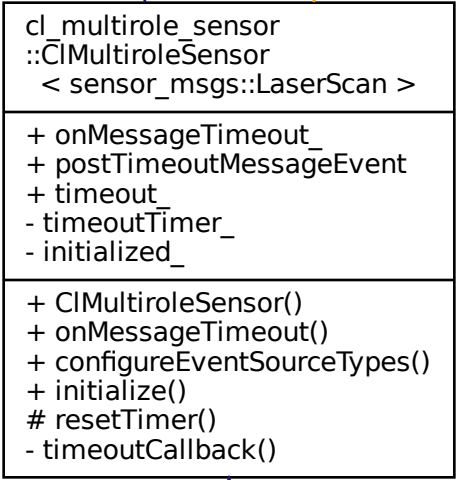 cl_multirole_sensor
::ClMultiroleSensor
< sensor_msgs::LaserScan >
+ onMessageTimeout_
+ postTimeoutMessageEvent
+ timeout_
- timeoutTimer_
- initialized_
+ ClMultiroleSensor()
+ onMessageTimeout()
+ configureEventSourceTypes()
+ initialize()
# resetTimer()
- timeoutCallback()